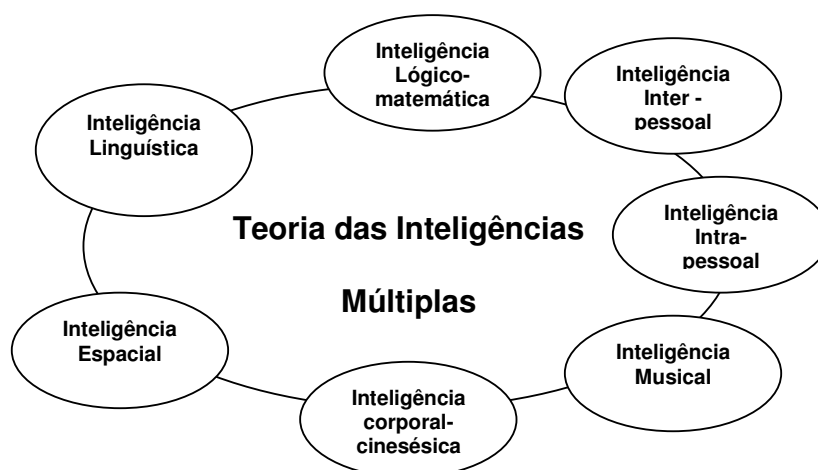 Inteligência
Lógico-
matemática
Inteligência
Inter -
pessoal
Inteligência
Linguística
Inteligência
Intra-
pessoal
Teoria das Inteligências
Múltiplas
Inteligência
Espacial
Inteligência
Musical
Inteligência
corporal-
cinesésica